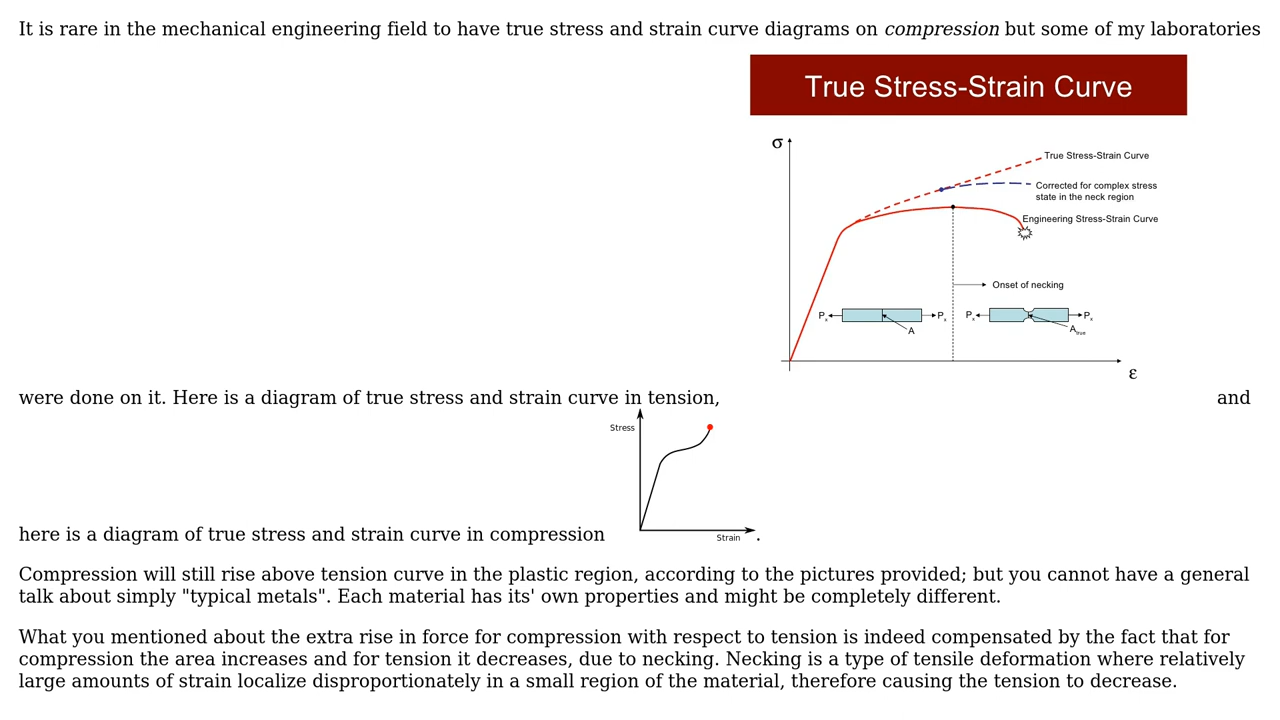 It is rare in the mechanical engineering field to have true stress and strain curve diagrams on compression but some of my laboratories
True Stress-Strain Curve
σ
True Stress-Strain Curve
Corrected for complex stress
state in the neck region
Engineering Stress-Strain Curve
Onset of necking
Px
Px
Px
Px
A
Atrue
ε
were done on it. Here is a diagram of true stress and strain curve in tension,
and
Stress
Strain
here is a diagram of true stress and strain curve in compression
.
Compression will still rise above tension curve in the plastic region, according to the pictures provided; but you cannot have a general
talk about simply "typical metals". Each material has its' own properties and might be completely different.
What you mentioned about the extra rise in force for compression with respect to tension is indeed compensated by the fact that for
compression the area increases and for tension it decreases, due to necking. Necking is a type of tensile deformation where relatively
large amounts of strain localize disproportionately in a small region of the material, therefore causing the tension to decrease.